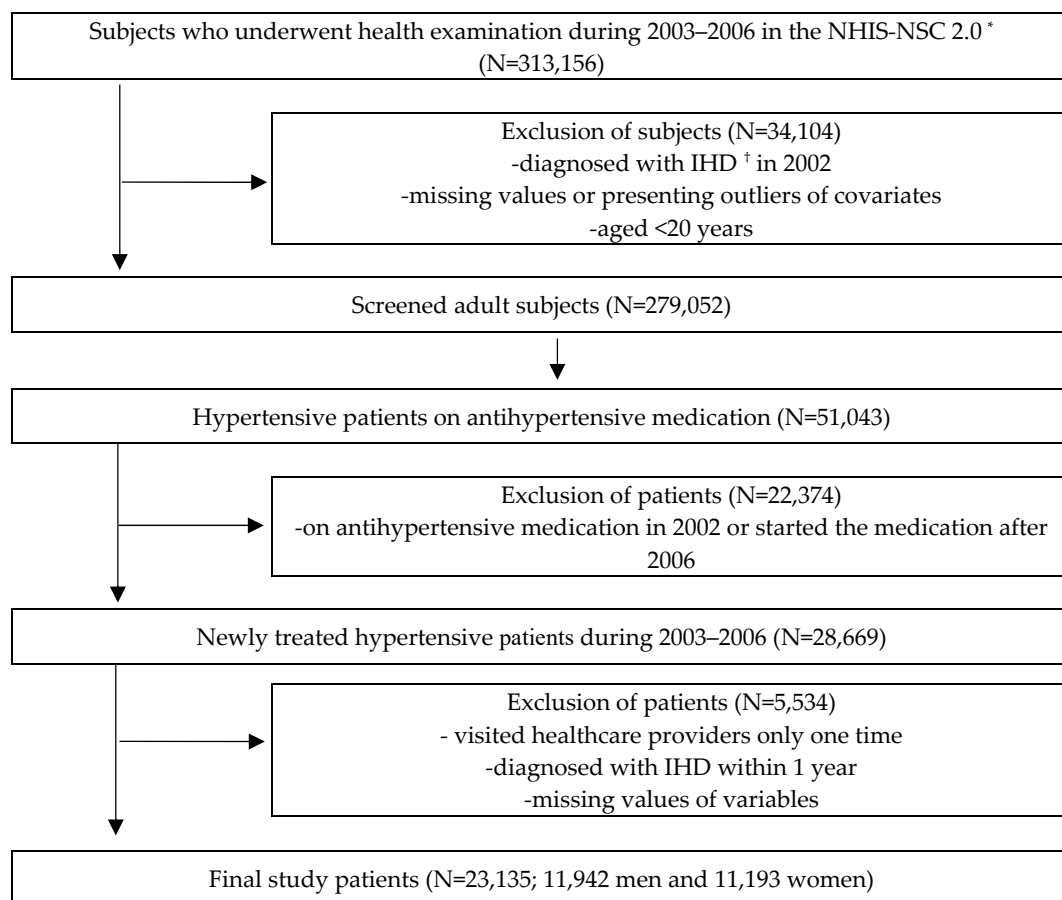 Subjects who underwent health examination during 2003–2006 in the NHIS-NSC 2.0 *
(N=313,156)
Exclusion of subjects (N=34,104)
-diagnosed with IHD † in 2002
-missing values or presenting outliers of covariates
-aged <20 years
Screened adult subjects (N=279,052)
Hypertensive patients on antihypertensive medication (N=51,043)
Exclusion of patients (N=22,374)
-on antihypertensive medication in 2002 or started the medication after
2006
Newly treated hypertensive patients during 2003–2006 (N=28,669)
Exclusion of patients (N=5,534)
- visited healthcare providers only one time
-diagnosed with IHD within 1 year
-missing values of variables
Final study patients (N=23,135; 11,942 men and 11,193 women)